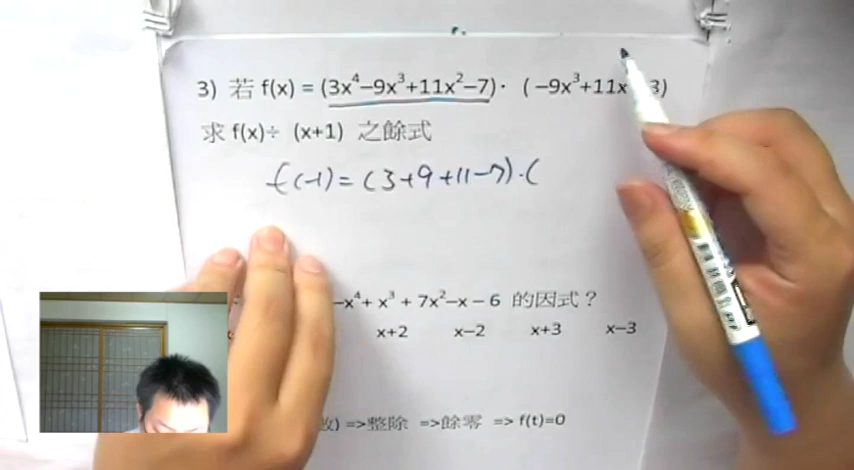 3) 若 f(x) = (3x⁴−9x³+11x²−7)· (−9x³+11x 3)
求 f(x)÷ (x+1) 之餘式
f(-1) = (3+9+11-7)·(
−x⁴+ x³ + 7x²−x − 6 的因式？
x+2 x−2 x+3 x−3
) =>整除 =>餘零 => f(t)=0